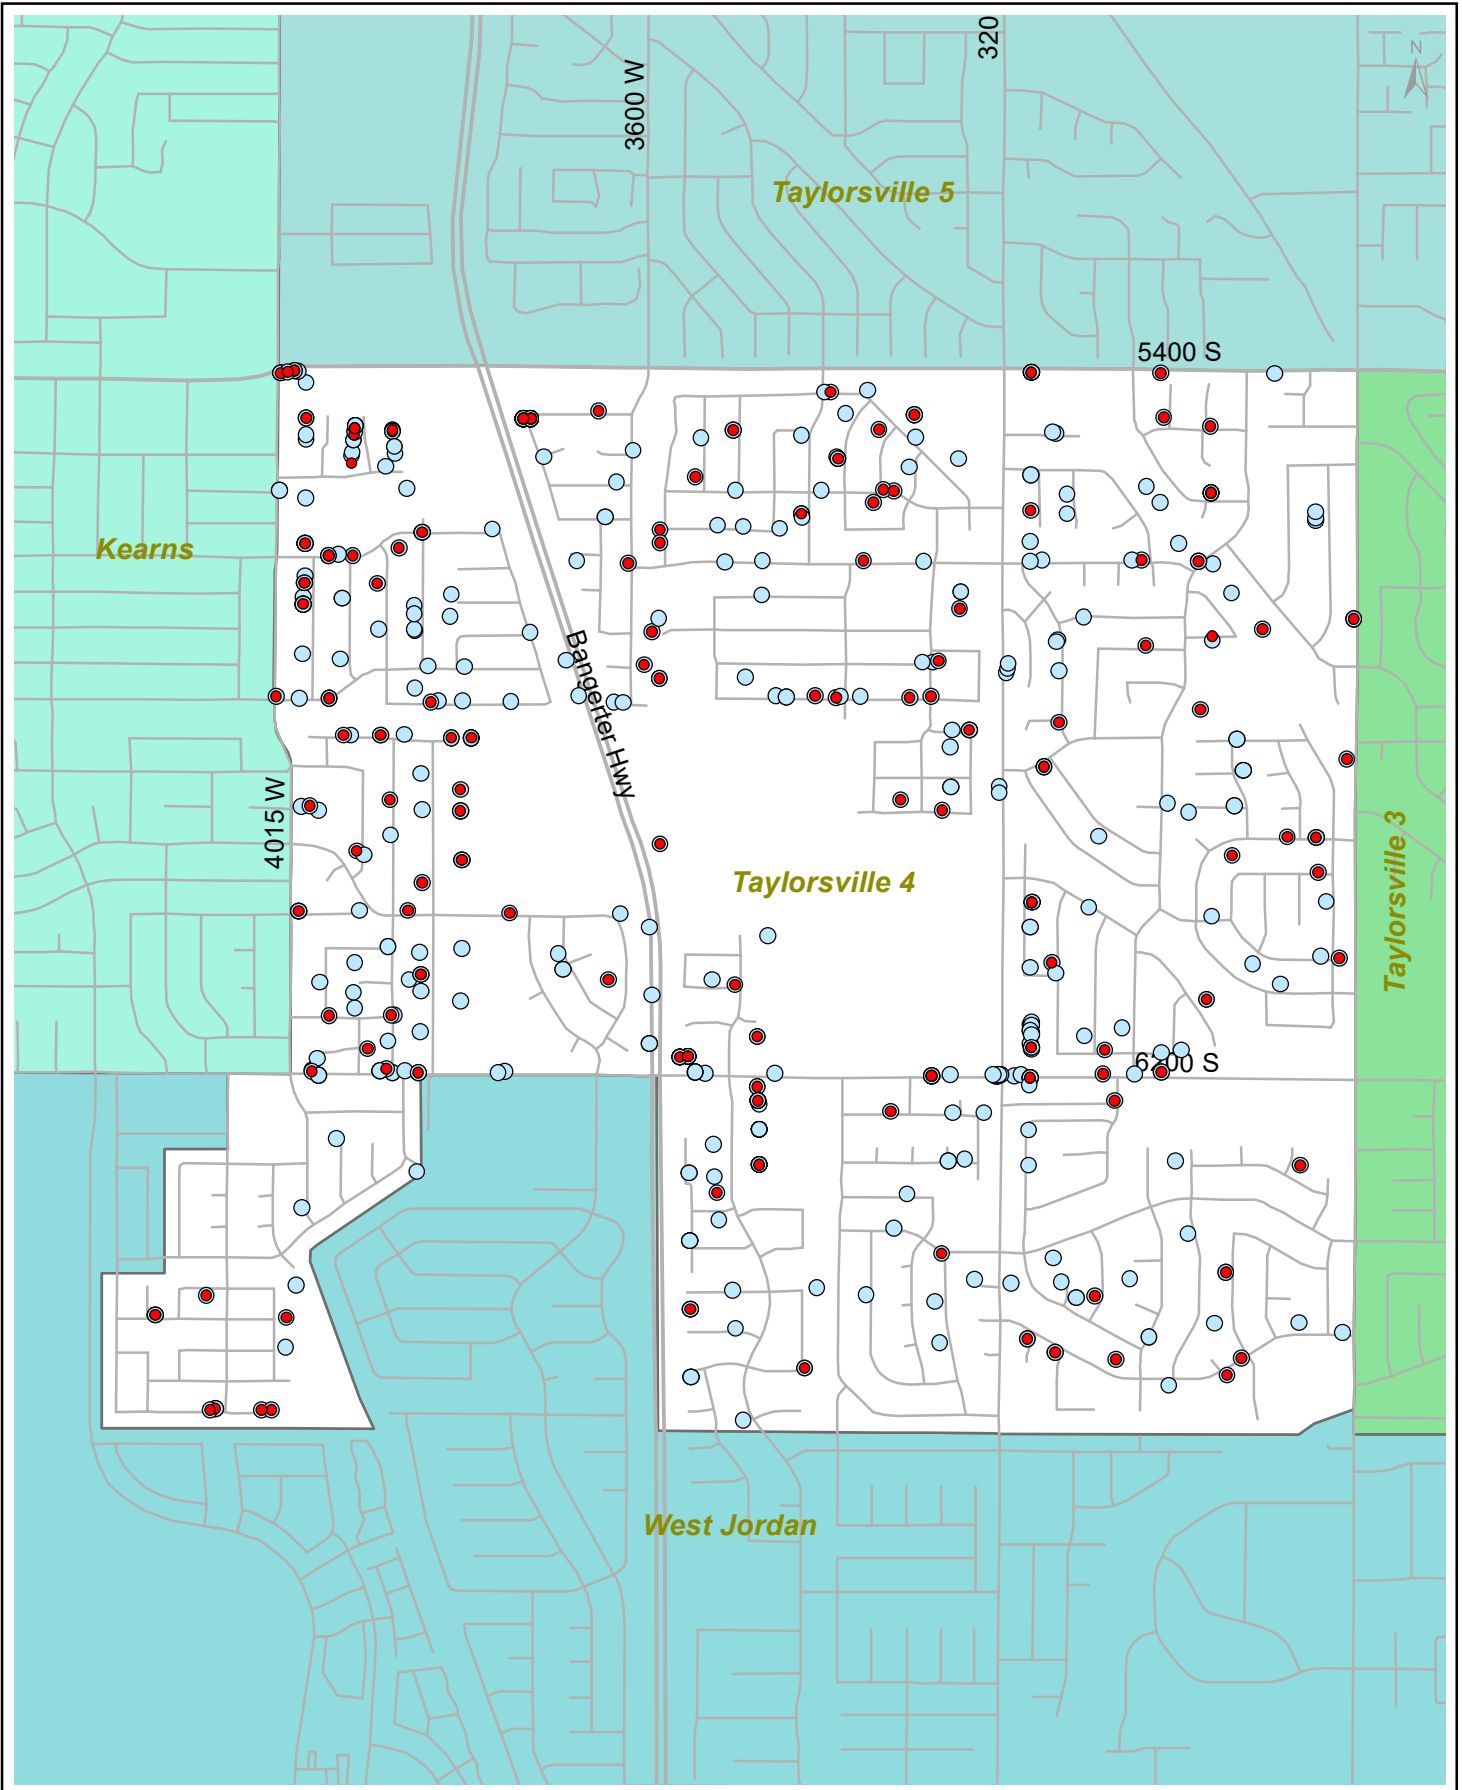 320
N
3600 W
Taylorsville 5
5400 S
Kearns
Bangerter Hwy
4015 W
Taylorsville 4
Taylorsville 3
6200 S
West Jordan